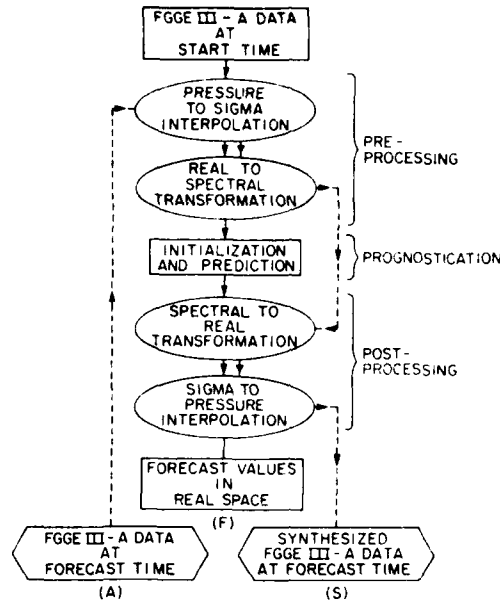 FGGE III - A DATA
AT
START TIME
PRESSURE
TO SIGMA
INTERPOLATION
PRE-
PROCESSING
REAL TO
SPECTRAL
TRANSFORMATION
INITIALIZATION
AND PREDICTION
PROGNOSTICATION
SPECTRAL TO
REAL
TRANSFORMATION
POST-
PROCESSING
SIGMA TO
PRESSURE
INTERPOLATION
FORECAST VALUES
IN
REAL SPACE
(F)
FGGE III - A DATA
AT
FORECAST TIME
(A)
SYNTHESIZED
FGGE III - A DATA
AT FORECAST TIME
(S)